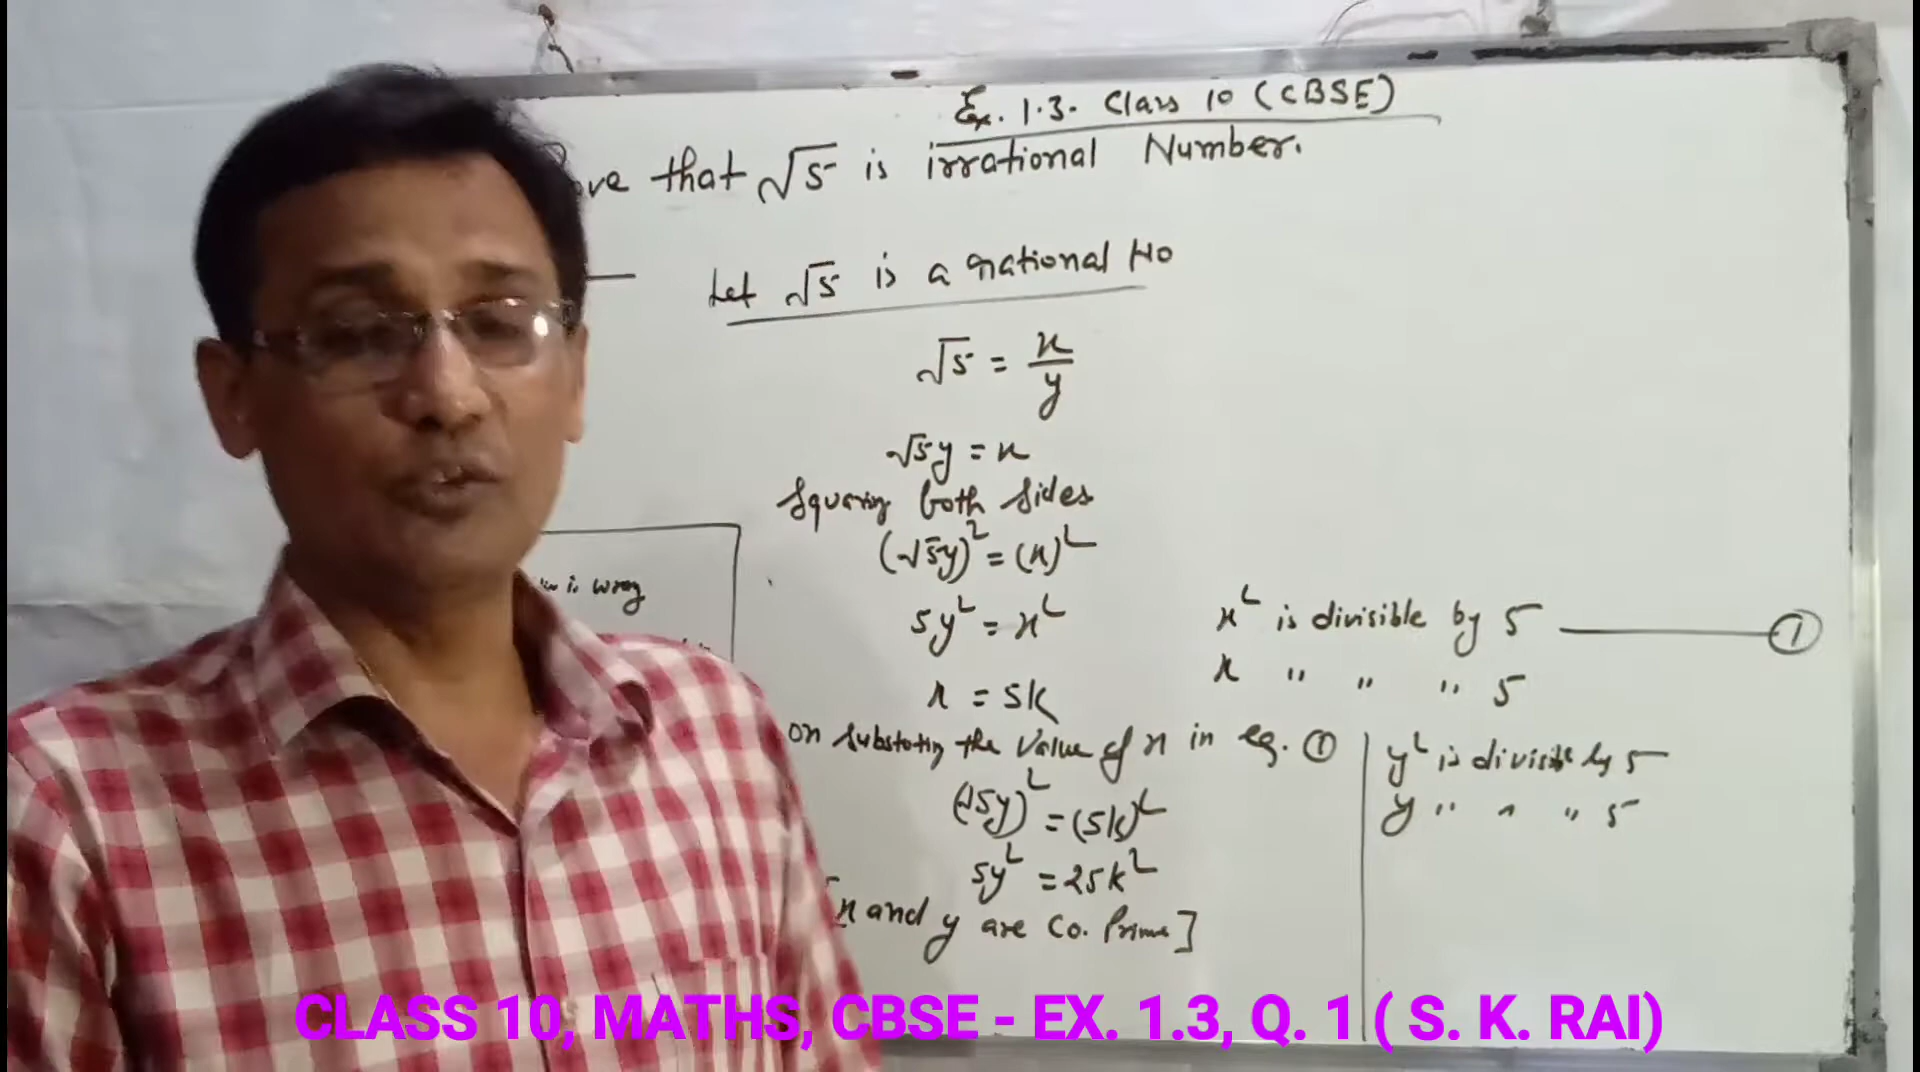 Ex. 1.3. Class 10 (CBSE)
that √5 is irrational Number.
Let √5 is a rational No
√5 = x/y
√5y = x
Squaring both sides
(√5y)² = (x)²
5y² = x²
x² is divisible by 5 ——— ①
x = 5k
x " " " 5
on substoting the value of x in eq. ①
y² is divisible by 5
y " " " 5
(√5y)² = (5k)²
5y² = 25k²
[x and y are Co. Prime]
is wrong
CLASS 10, MATHS, CBSE - EX. 1.3, Q. 1 ( S. K. RAI)